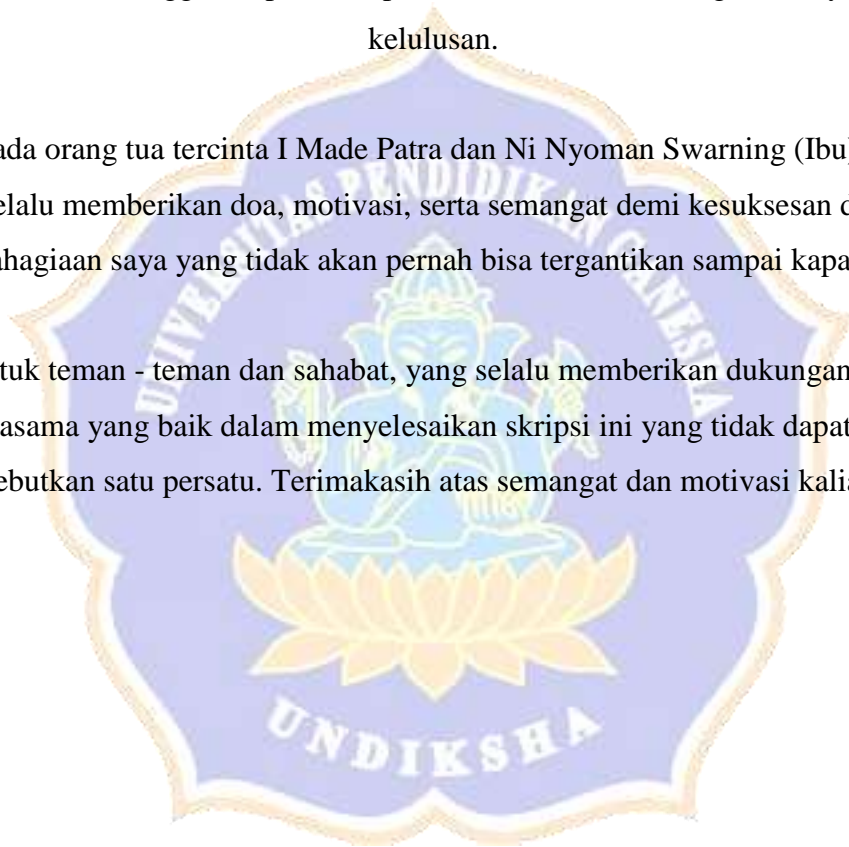 kelulusan.
ada orang tua tercinta I Made Patra dan Ni Nyoman Swarning (Ibu)
elalu memberikan doa, motivasi, serta semangat demi kesuksesan d
ahagiaan saya yang tidak akan pernah bisa tergantikan sampai kapa
tuk teman - teman dan sahabat, yang selalu memberikan dukungan
asama yang baik dalam menyelesaikan skripsi ini yang tidak dapat
ebutkan satu persatu. Terimakasih atas semangat dan motivasi kalia
UNIVERSITAS PENDIDIKAN GANESHA
UNDIKSHA